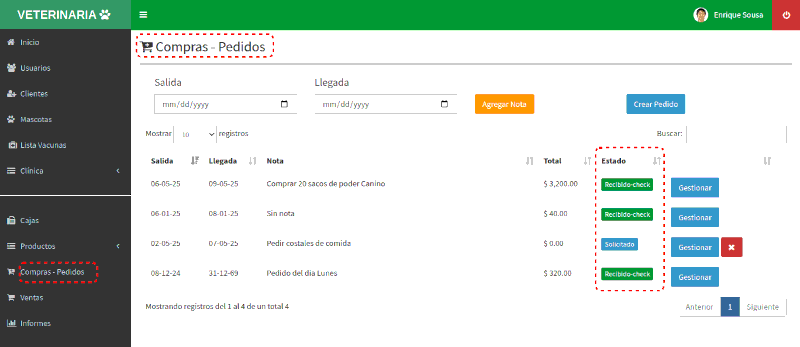 VETERINARIA
Enrique Sousa
Inicio
Usuarios
Clientes
Mascotas
Lista Vacunas
Clínica
Cajas
Productos
Compras - Pedidos
Ventas
Informes
Compras - Pedidos
Salida Llegada
mm/dd/yyyy mm/dd/yyyy Agregar Nota Crear Pedido
Mostrar 10 registros Buscar:
Salida Llegada Nota Total Estado
06-05-25 09-05-25 Comprar 20 sacos de poder Canino $ 3,200.00 Recibido-check Gestionar
06-01-25 08-01-25 Sin nota $ 40.00 Recibido-check Gestionar
02-05-25 07-05-25 Pedir costales de comida $ 0.00 Solicitado Gestionar
08-12-24 31-12-69 Pedido del dia Lunes $ 320.00 Recibido-check Gestionar
Mostrando registros del 1 al 4 de un total 4
Anterior 1 Siguiente